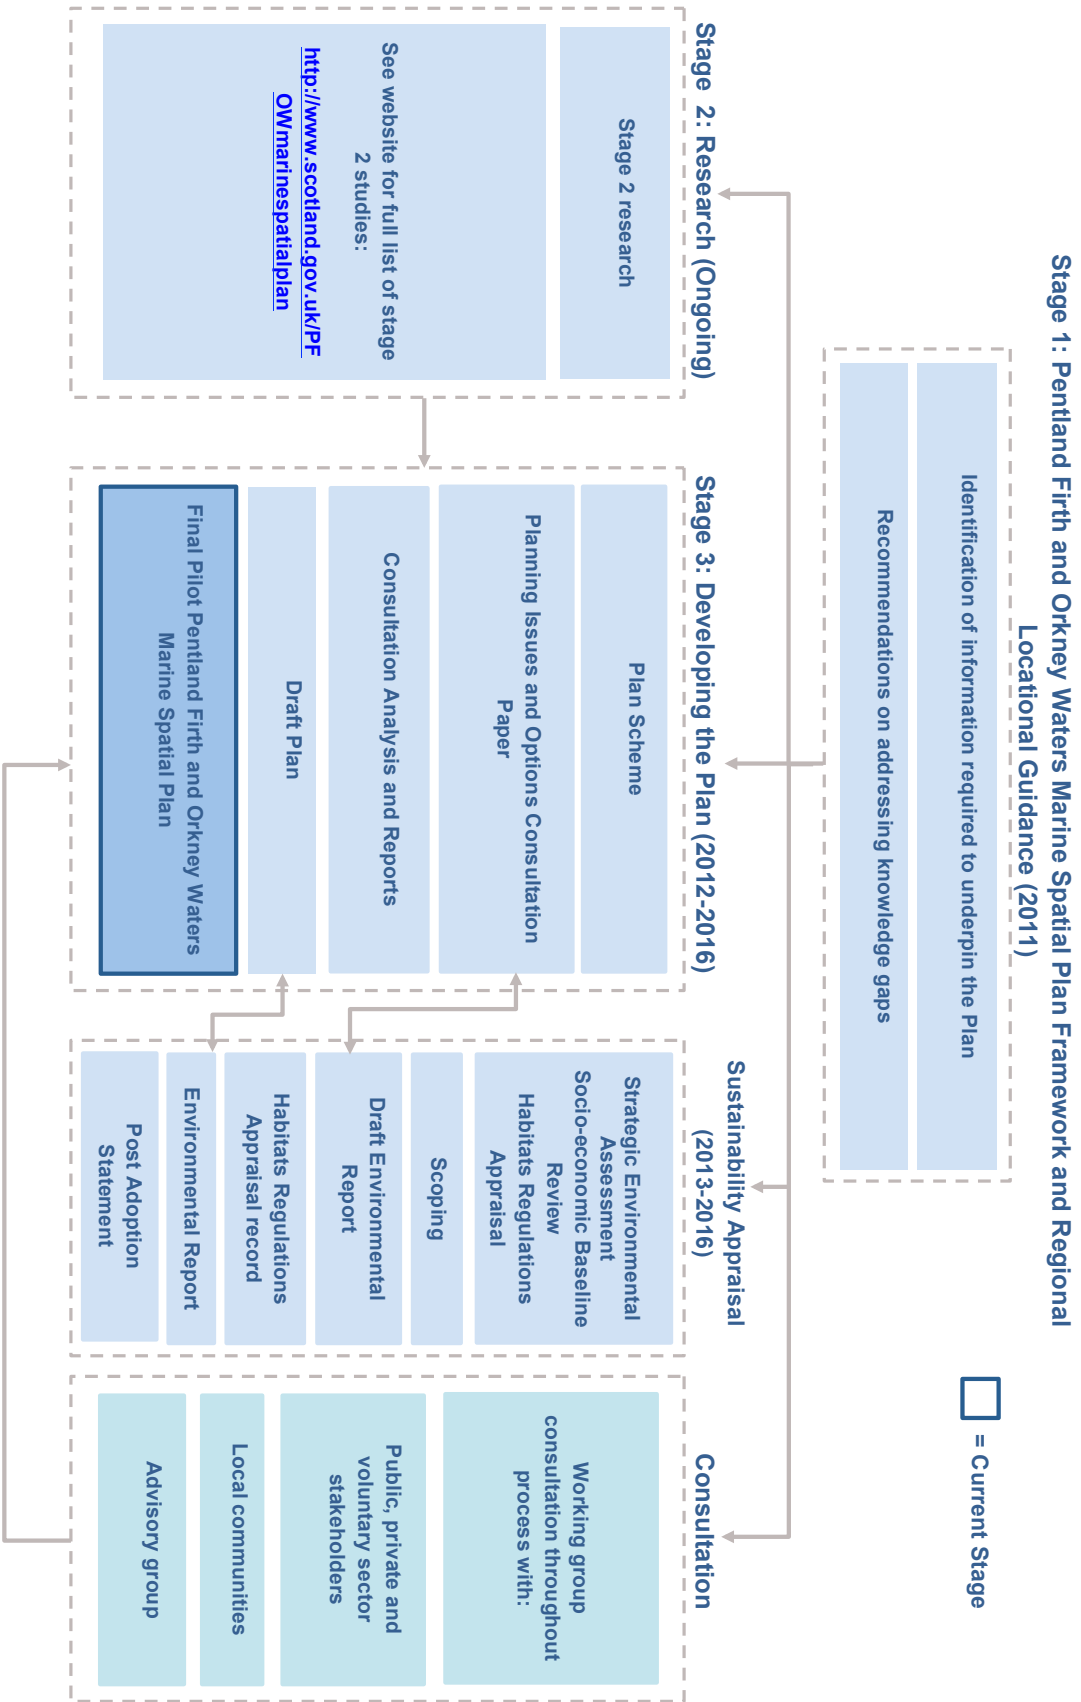 Stage 1: Pentland Firth and Orkney Waters Marine Spatial Plan Framework and Regional
Locational Guidance (2011)
Identification of information required to underpin the Plan
Recommendations on addressing knowledge gaps
= Current Stage
Stage 2: Research (Ongoing)
Stage 2 research
See website for full list of stage
2 studies:
http://www.scotland.gov.uk/PF
OWmarinespatialplan
Stage 3: Developing the Plan (2012-2016)
Plan Scheme
Planning Issues and Options Consultation
Paper
Consultation Analysis and Reports
Draft Plan
Final Pilot Pentland Firth and Orkney Waters
Marine Spatial Plan
Sustainability Appraisal
(2013-2016)
Strategic Environmental
Assessment
Socio-economic Baseline
Review
Habitats Regulations
Appraisal
Scoping
Draft Environmental
Report
Habitats Regulations
Appraisal record
Environmental Report
Post Adoption
Statement
Consultation
Working group
consultation throughout
process with:
Public, private and
voluntary sector
stakeholders
Local communities
Advisory group